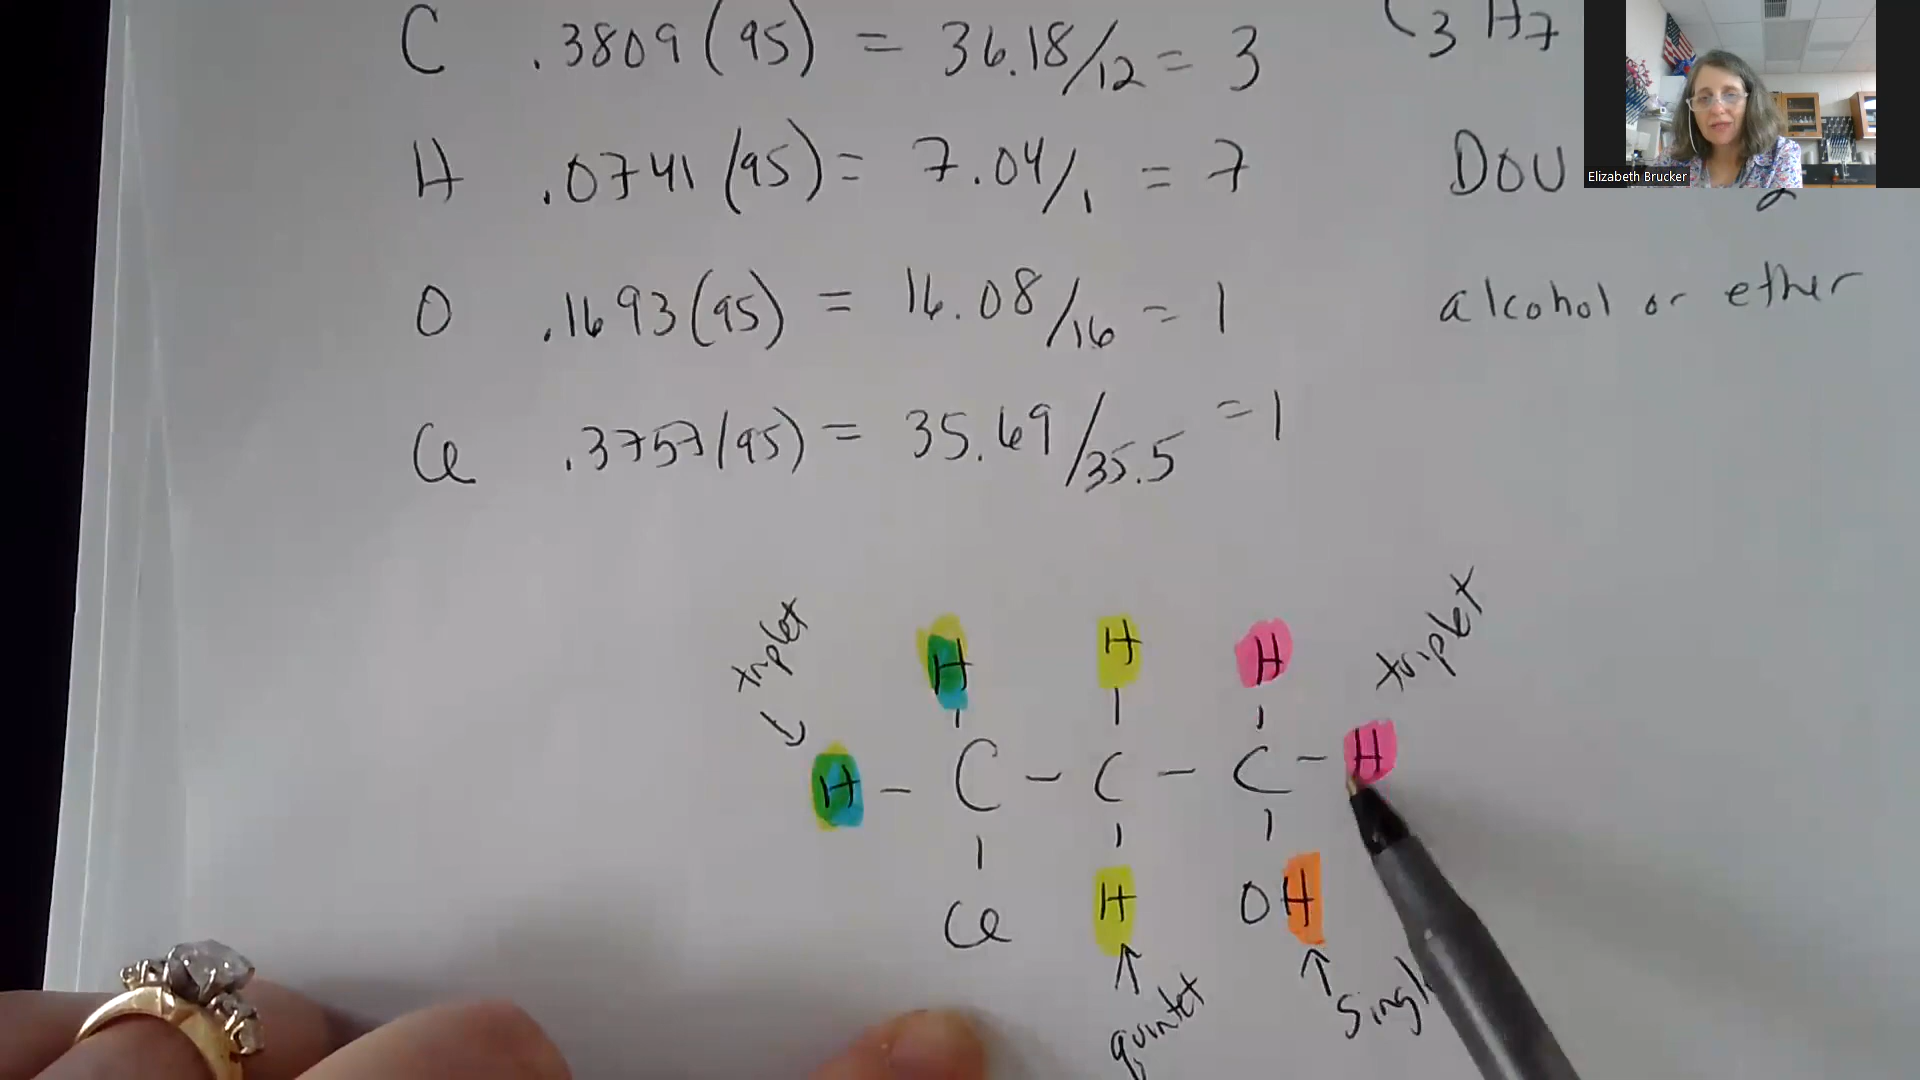 C .3809 (95) = 36.18/12 = 3 C3 H7
H .0741 (95) = 7.04/1 = 7 DOU
Elizabeth Brucker
O .1693 (95) = 16.08/16 = 1 alcohol or ether
Cl .3757 (95) = 35.69/35.5 = 1
triplet H H H triplet
H - C - C - C - H
Cl H OH
quintet Singl